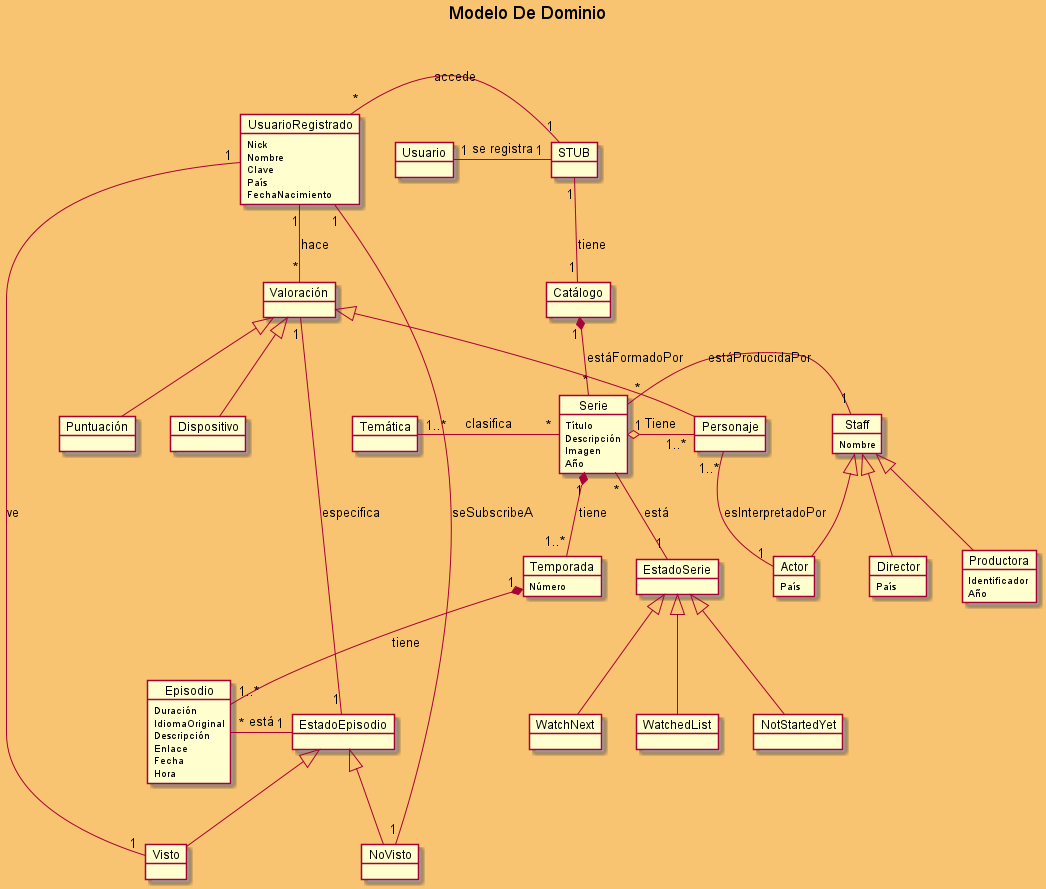 Modelo De Dominio
accede
*
1
UsuarioRegistrado
Nick
Nombre
Clave
País
FechaNacimiento
Usuario
1 se registra 1
STUB
1
1
1
1
hace
tiene
*
1
Valoración
Catálogo
1
1
estáFormadoPor
estáProducidaPor
*
*
1
Puntuación
Dispositivo
Temática
1..*
clasifica
*
Serie
Título
Descripción
Imagen
Año
1 Tiene
1..*
Personaje
Staff
Nombre
1..*
1
*
ve
especifica
seSubscribeA
tiene
está
esInterpretadoPor
1..*
1
1
Temporada
Número
EstadoSerie
Actor
País
Director
País
Productora
Identificador
Año
1
tiene
1..*
1
Episodio
Duración
IdiomaOriginal
Descripción
Enlace
Fecha
Hora
* está 1
EstadoEpisodio
WatchNext
WatchedList
NotStartedYet
1
1
Visto
NoVisto